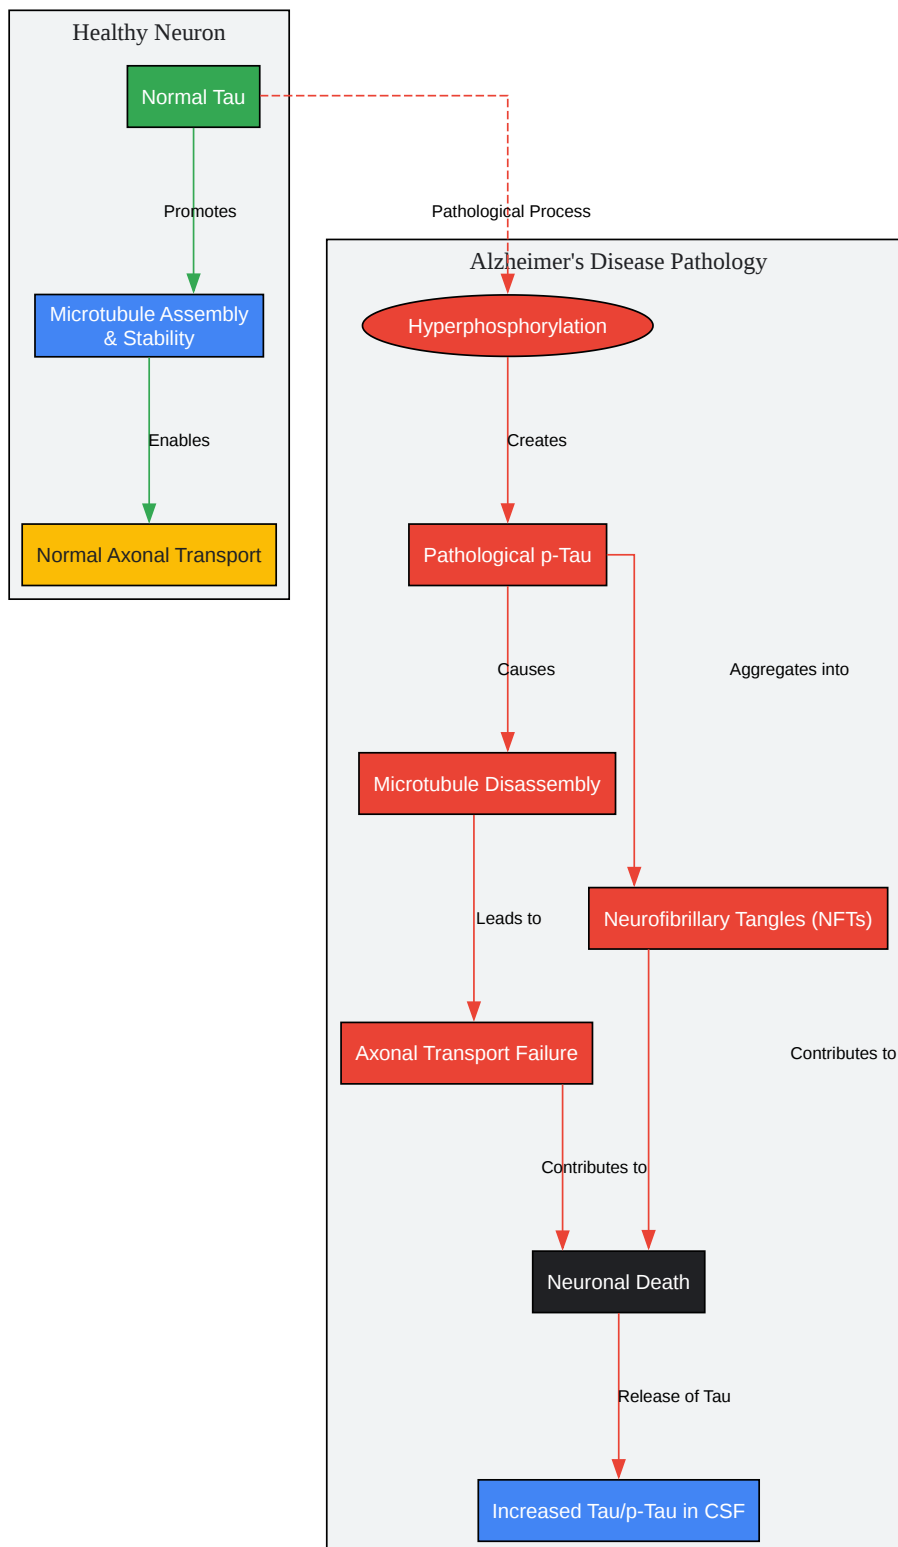 Healthy Neuron
Normal Tau
Promotes
Pathological Process
Alzheimer's Disease Pathology
Microtubule Assembly
& Stability
Hyperphosphorylation
Enables
Creates
Normal Axonal Transport
Pathological p-Tau
Causes
Aggregates into
Microtubule Disassembly
Leads to
Neurofibrillary Tangles (NFTs)
Axonal Transport Failure
Contributes to
Contributes to
Neuronal Death
Release of Tau
Increased Tau/p-Tau in CSF